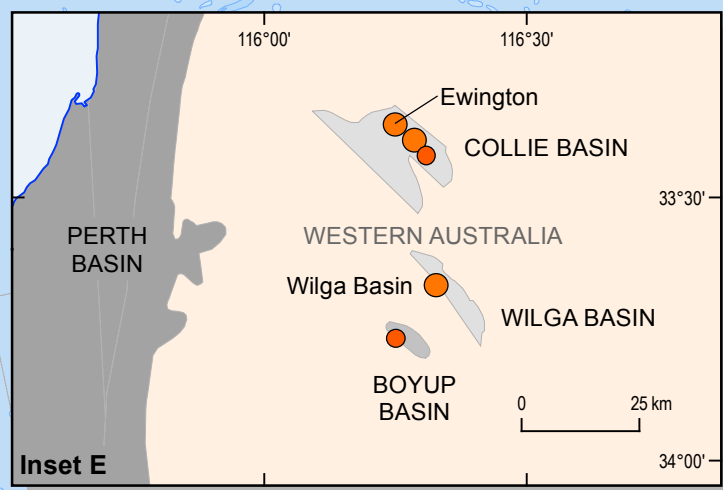 116°00'
116°30'
Ewington
COLLIE BASIN
33°30'
PERTH
BASIN
WESTERN AUSTRALIA
Wilga Basin
WILGA BASIN
BOYUP
BASIN
0
25 km
Inset E
34°00'